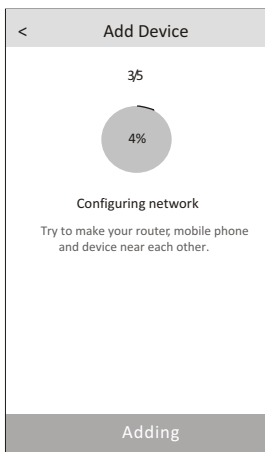 < Add Device
3/5
4%
Configuring network
Try to make your router, mobile phone
and device near each other.
Adding